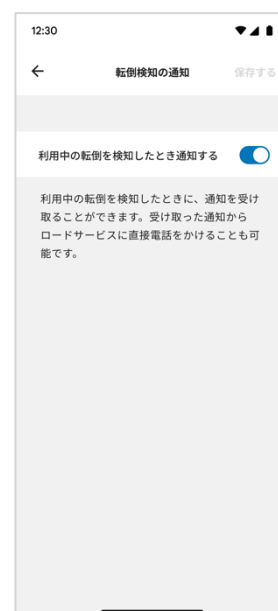 12:30
転倒検知の通知
保存する
利用中の転倒を検知したとき通知する
利用中の転倒を検知したときに、通知を受け
取ることができます。受け取った通知から
ロードサービスに直接電話をかけることも可
能です。